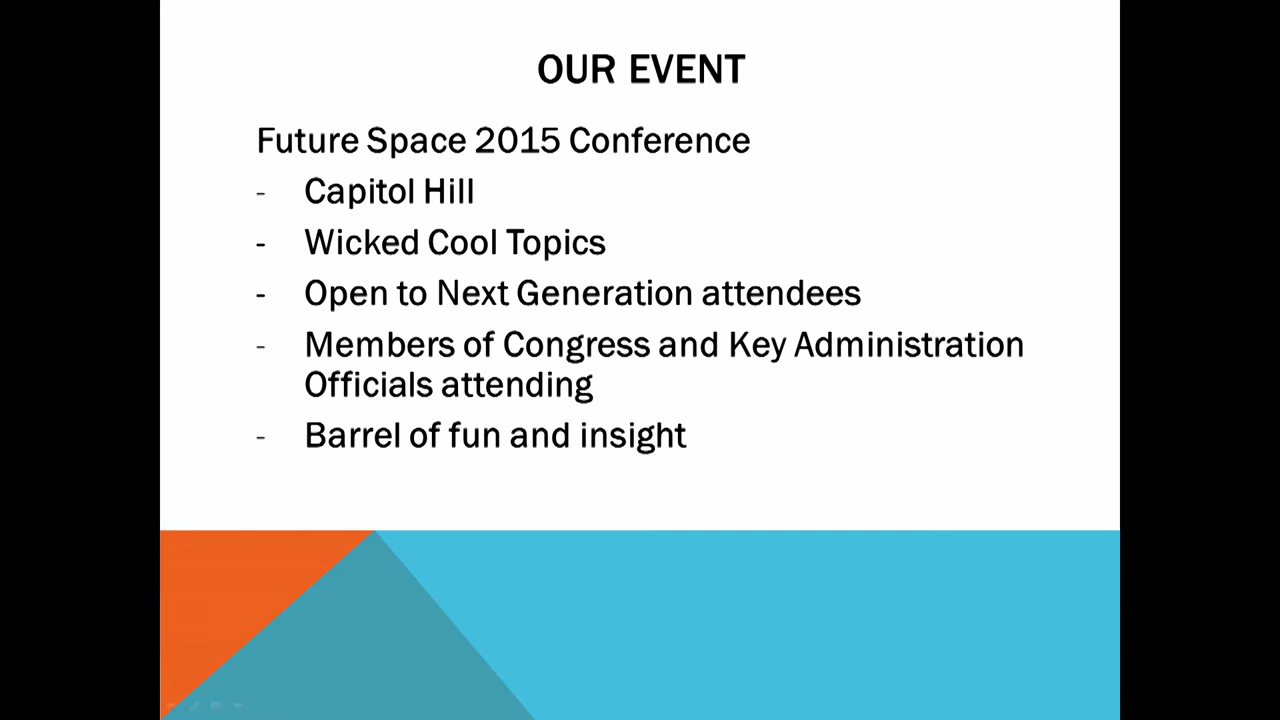 OUR EVENT
Future Space 2015 Conference
- Capitol Hill
- Wicked Cool Topics
- Open to Next Generation attendees
- Members of Congress and Key Administration
Officials attending
- Barrel of fun and insight